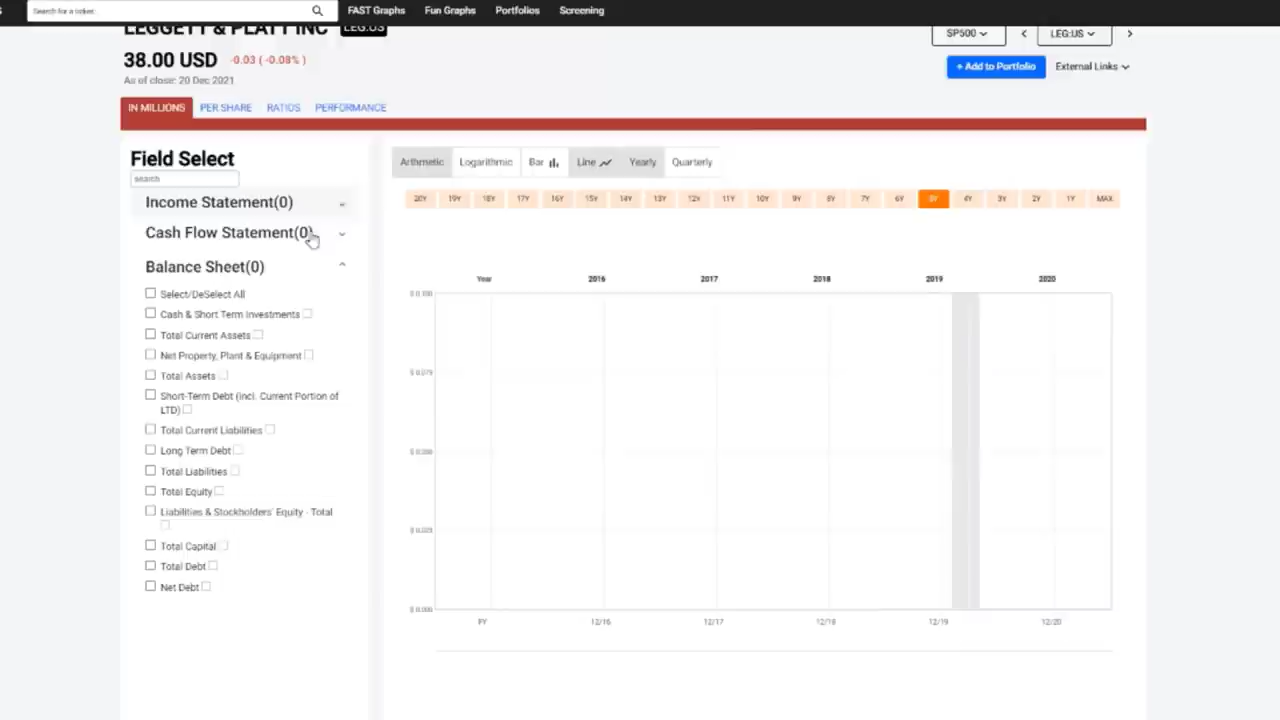 Search for a ticker.
FAST Graphs
Fun Graphs
Portfolios
Screening
LEGGETT & PLATT INC
LEG:US
SP500
LEG:US
38.00 USD
-0.03 ( -0.08% )
As of close: 20 Dec 2021
+ Add to Portfolio
External Links
IN MILLIONS
PER SHARE
RATIOS
PERFORMANCE
Field Select
search
Income Statement(0)
Cash Flow Statement(0)
Balance Sheet(0)
Select/DeSelect All
Cash & Short Term Investments
Total Current Assets
Net Property, Plant & Equipment
Total Assets
Short-Term Debt (incl. Current Portion of
LTD)
Total Current Liabilities
Long Term Debt
Total Liabilities
Total Equity
Liabilities & Stockholders' Equity - Total
Total Capital
Total Debt
Net Debt
Arithmetic
Logarithmic
Bar
Line
Yearly
Quarterly
20Y
19Y
18Y
17Y
16Y
15Y
14Y
13Y
12Y
11Y
10Y
9Y
8Y
7Y
6Y
5Y
4Y
3Y
2Y
1Y
MAX
Year
2016
2017
2018
2019
2020
FY
12/16
12/17
12/18
12/19
12/20